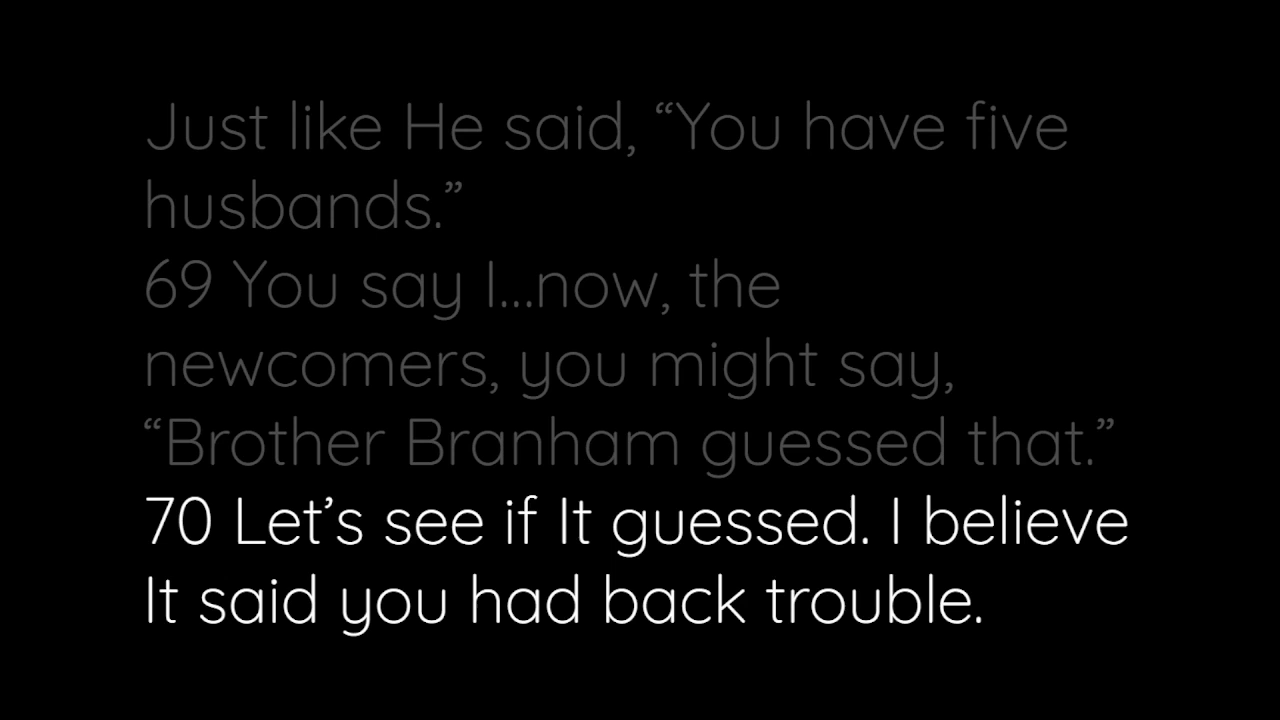 Just like He said, “You have five
husbands.”
69 You say I...now, the
newcomers, you might say,
“Brother Branham guessed that.”
70 Let’s see if It guessed. I believe
It said you had back trouble.